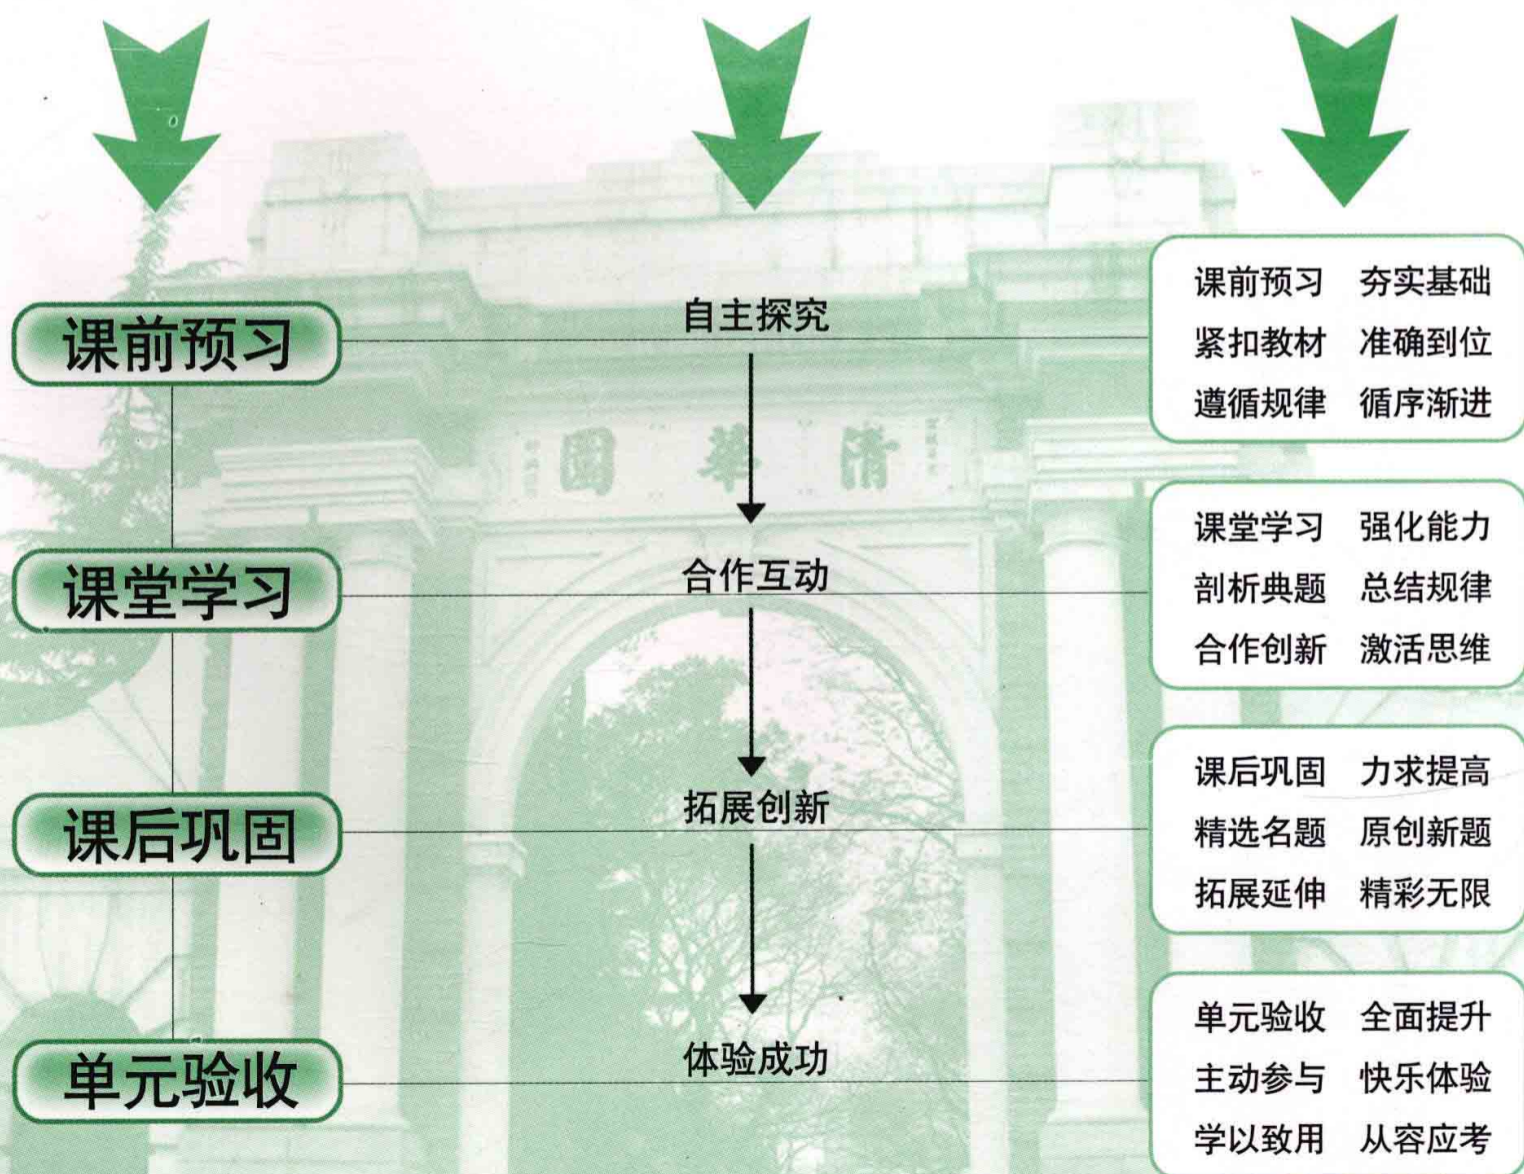 课前预习
自主探究
课前预习 夯实基础
紧扣教材 准确到位
遵循规律 循序渐进
園華清
课堂学习
合作互动
课堂学习 强化能力
剖析典题 总结规律
合作创新 激活思维
课后巩固
拓展创新
课后巩固 力求提高
精选名题 原创新题
拓展延伸 精彩无限
单元验收
体验成功
单元验收 全面提升
主动参与 快乐体验
学以致用 从容应考